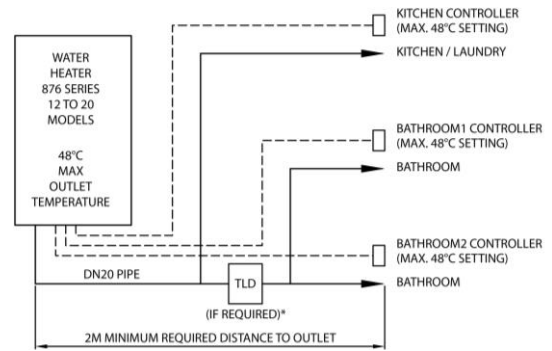 WATER
HEATER
876 SERIES
12 TO 20
MODELS
48°C
MAX
OUTLET
TEMPERATURE
KITCHEN CONTROLLER
(MAX. 48°C SETTING)
KITCHEN / LAUNDRY
BATHROOM1 CONTROLLER
(MAX. 48°C SETTING)
BATHROOM
BATHROOM2 CONTROLLER
(MAX. 48°C SETTING)
BATHROOM
DN20 PIPE
TLD
(IF REQUIRED)*
2M MINIMUM REQUIRED DISTANCE TO OUTLET